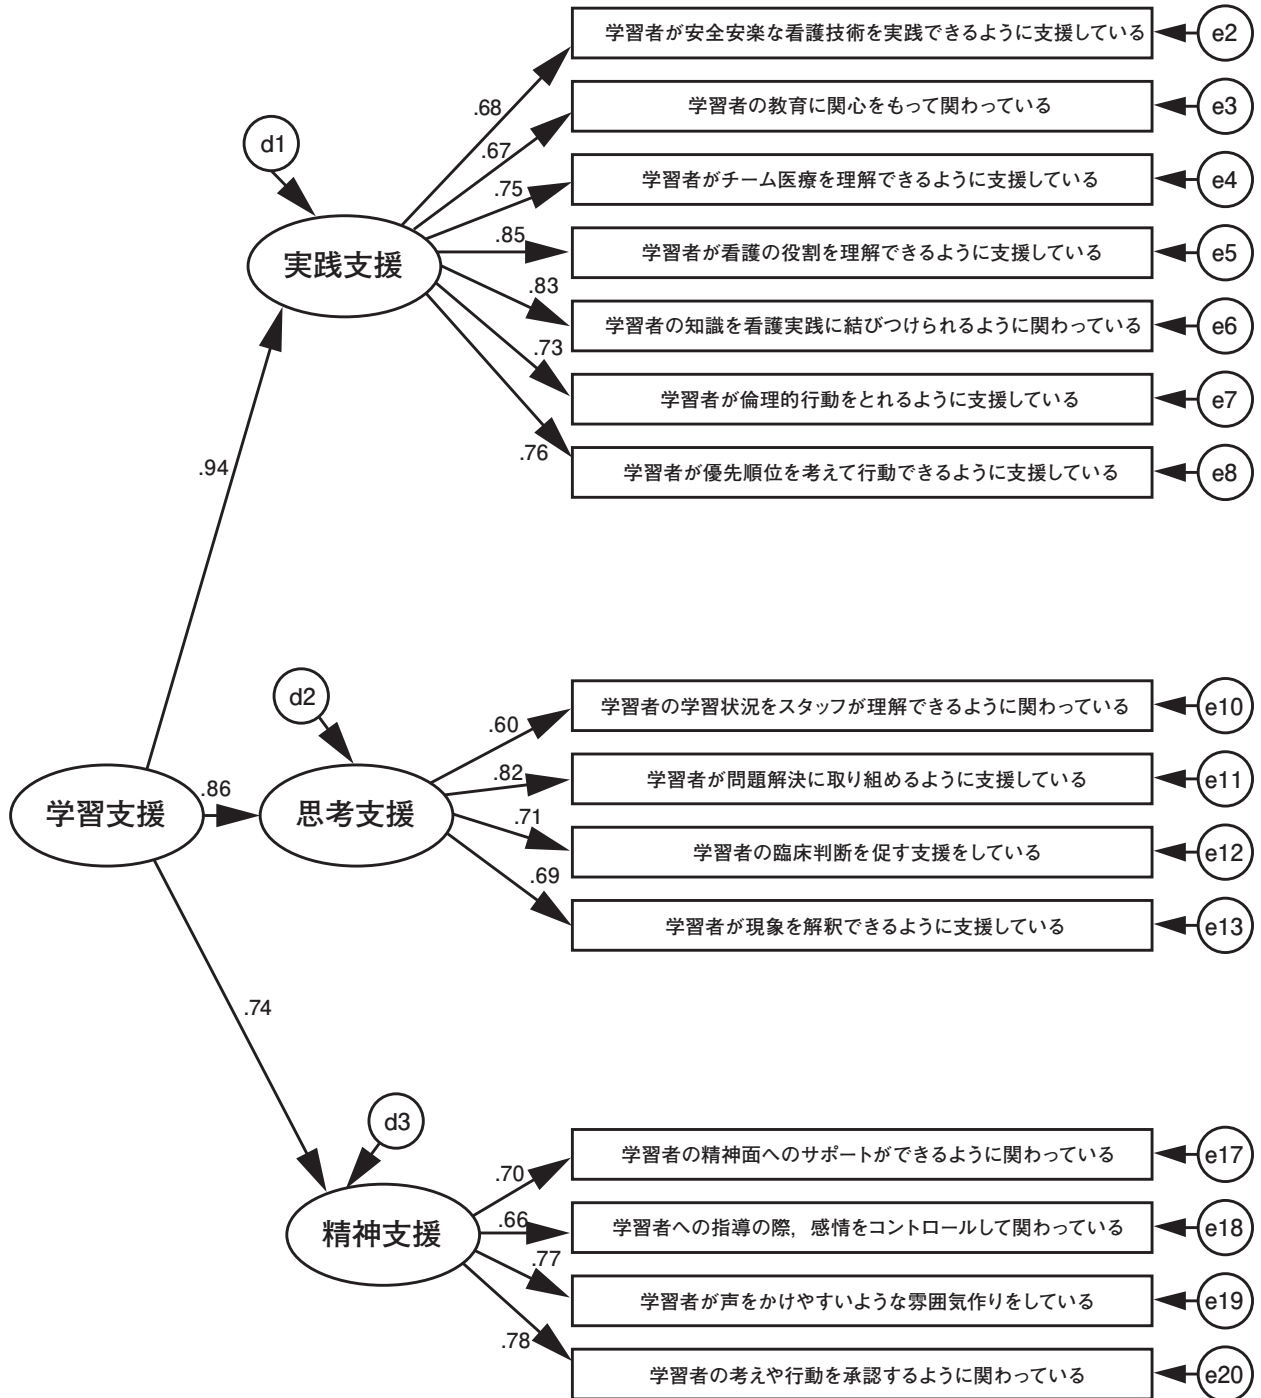 学習者が安全安楽な看護技術を実践できるように支援している
e2
.68
学習者の教育に関心をもって関わっている
e3
.67
d1
学習者がチーム医療を理解できるように支援している
e4
.75
実践支援
.85
学習者が看護の役割を理解できるように支援している
e5
.83
学習者の知識を看護実践に結びつけられるように関わっている
e6
.73
学習者が倫理的行動をとれるように支援している
e7
.76
学習者が優先順位を考えて行動できるように支援している
e8
.94
d2
学習者の学習状況をスタッフが理解できるように関わっている
e10
.60
学習者が問題解決に取り組めるように支援している
e11
.82
学習支援
.86
思考支援
.71
学習者の臨床判断を促す支援をしている
e12
.69
学習者が現象を解釈できるように支援している
e13
.74
d3
学習者の精神面へのサポートができるように関わっている
e17
.70
精神支援
.66
学習者への指導の際，感情をコントロールして関わっている
e18
.77
学習者が声をかけやすいような雰囲気作りをしている
e19
.78
学習者の考えや行動を承認するように関わっている
e20